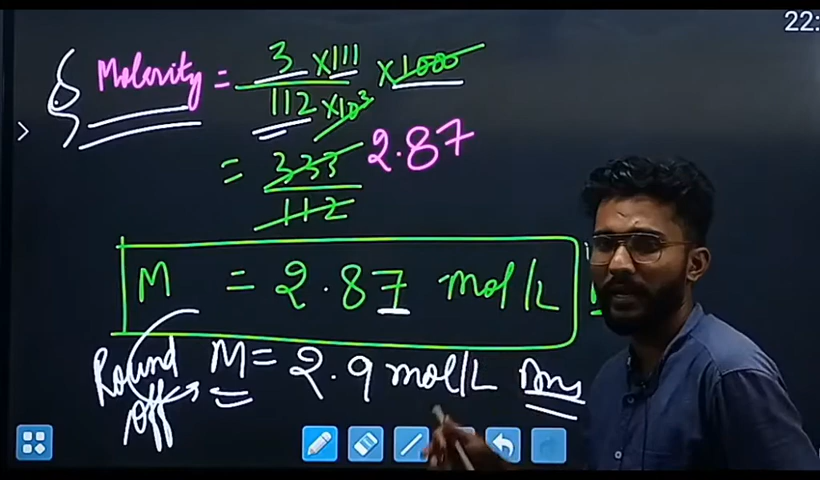 22:
Molerity = 3 ×111 ×1000
112 ×10³
= 333 2.87
112
M = 2.87 mol/L
Round off M = 2.9 mol/L Ans